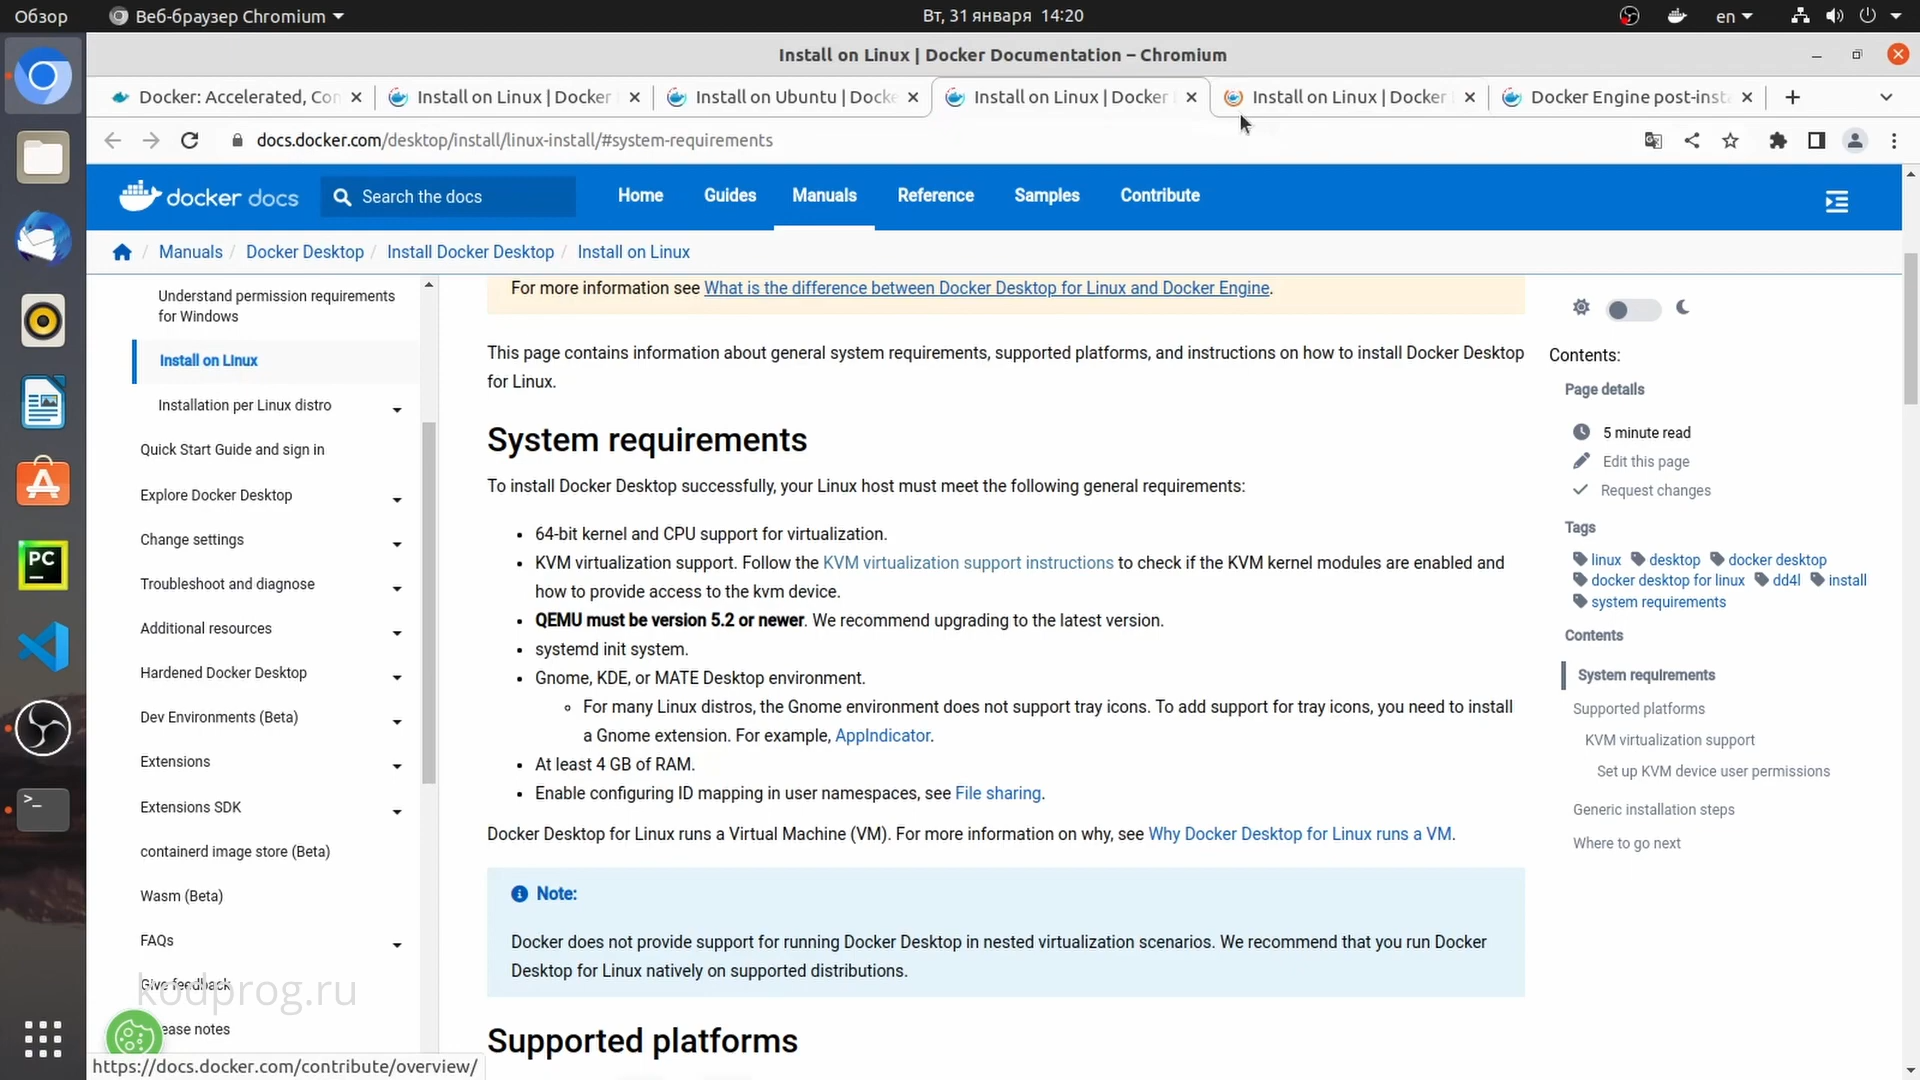 Обзор
Веб-браузер Chromium
Вт, 31 января 14:20
en
Install on Linux | Docker Documentation – Chromium
Docker: Accelerated, Con
Install on Linux | Docker
Install on Ubuntu | Docke
Install on Linux | Docker
Install on Linux | Docker
Docker Engine post-insta
docs.docker.com/desktop/install/linux-install/#system-requirements
docker docs
Search the docs
Home
Guides
Manuals
Reference
Samples
Contribute
/ Manuals / Docker Desktop / Install Docker Desktop / Install on Linux
Understand permission requirements
for Windows
Install on Linux
Installation per Linux distro
Quick Start Guide and sign in
Explore Docker Desktop
Change settings
Troubleshoot and diagnose
Additional resources
Hardened Docker Desktop
Dev Environments (Beta)
Extensions
Extensions SDK
containerd image store (Beta)
Wasm (Beta)
FAQs
Give feedback
kodprog.ru
ease notes
https://docs.docker.com/contribute/overview/
For more information see What is the difference between Docker Desktop for Linux and Docker Engine.
This page contains information about general system requirements, supported platforms, and instructions on how to install Docker Desktop
for Linux.
System requirements
To install Docker Desktop successfully, your Linux host must meet the following general requirements:
• 64-bit kernel and CPU support for virtualization.
• KVM virtualization support. Follow the KVM virtualization support instructions to check if the KVM kernel modules are enabled and
how to provide access to the kvm device.
• QEMU must be version 5.2 or newer. We recommend upgrading to the latest version.
• systemd init system.
• Gnome, KDE, or MATE Desktop environment.
◦ For many Linux distros, the Gnome environment does not support tray icons. To add support for tray icons, you need to install
a Gnome extension. For example, AppIndicator.
• At least 4 GB of RAM.
• Enable configuring ID mapping in user namespaces, see File sharing.
Docker Desktop for Linux runs a Virtual Machine (VM). For more information on why, see Why Docker Desktop for Linux runs a VM.
Note:
Docker does not provide support for running Docker Desktop in nested virtualization scenarios. We recommend that you run Docker
Desktop for Linux natively on supported distributions.
Supported platforms
Contents:
Page details
5 minute read
Edit this page
Request changes
Tags
linux desktop docker desktop
docker desktop for linux dd4l install
system requirements
Contents
System requirements
Supported platforms
KVM virtualization support
Set up KVM device user permissions
Generic installation steps
Where to go next
PC
>_